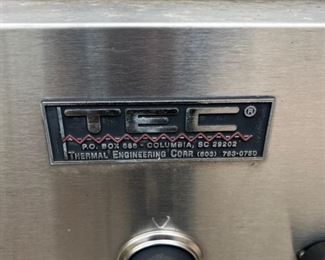 TEC®
P.O. BOX 868 - COLUMBIA, SC 29202
THERMAL ENGINEERING CORP (803) 783-0750